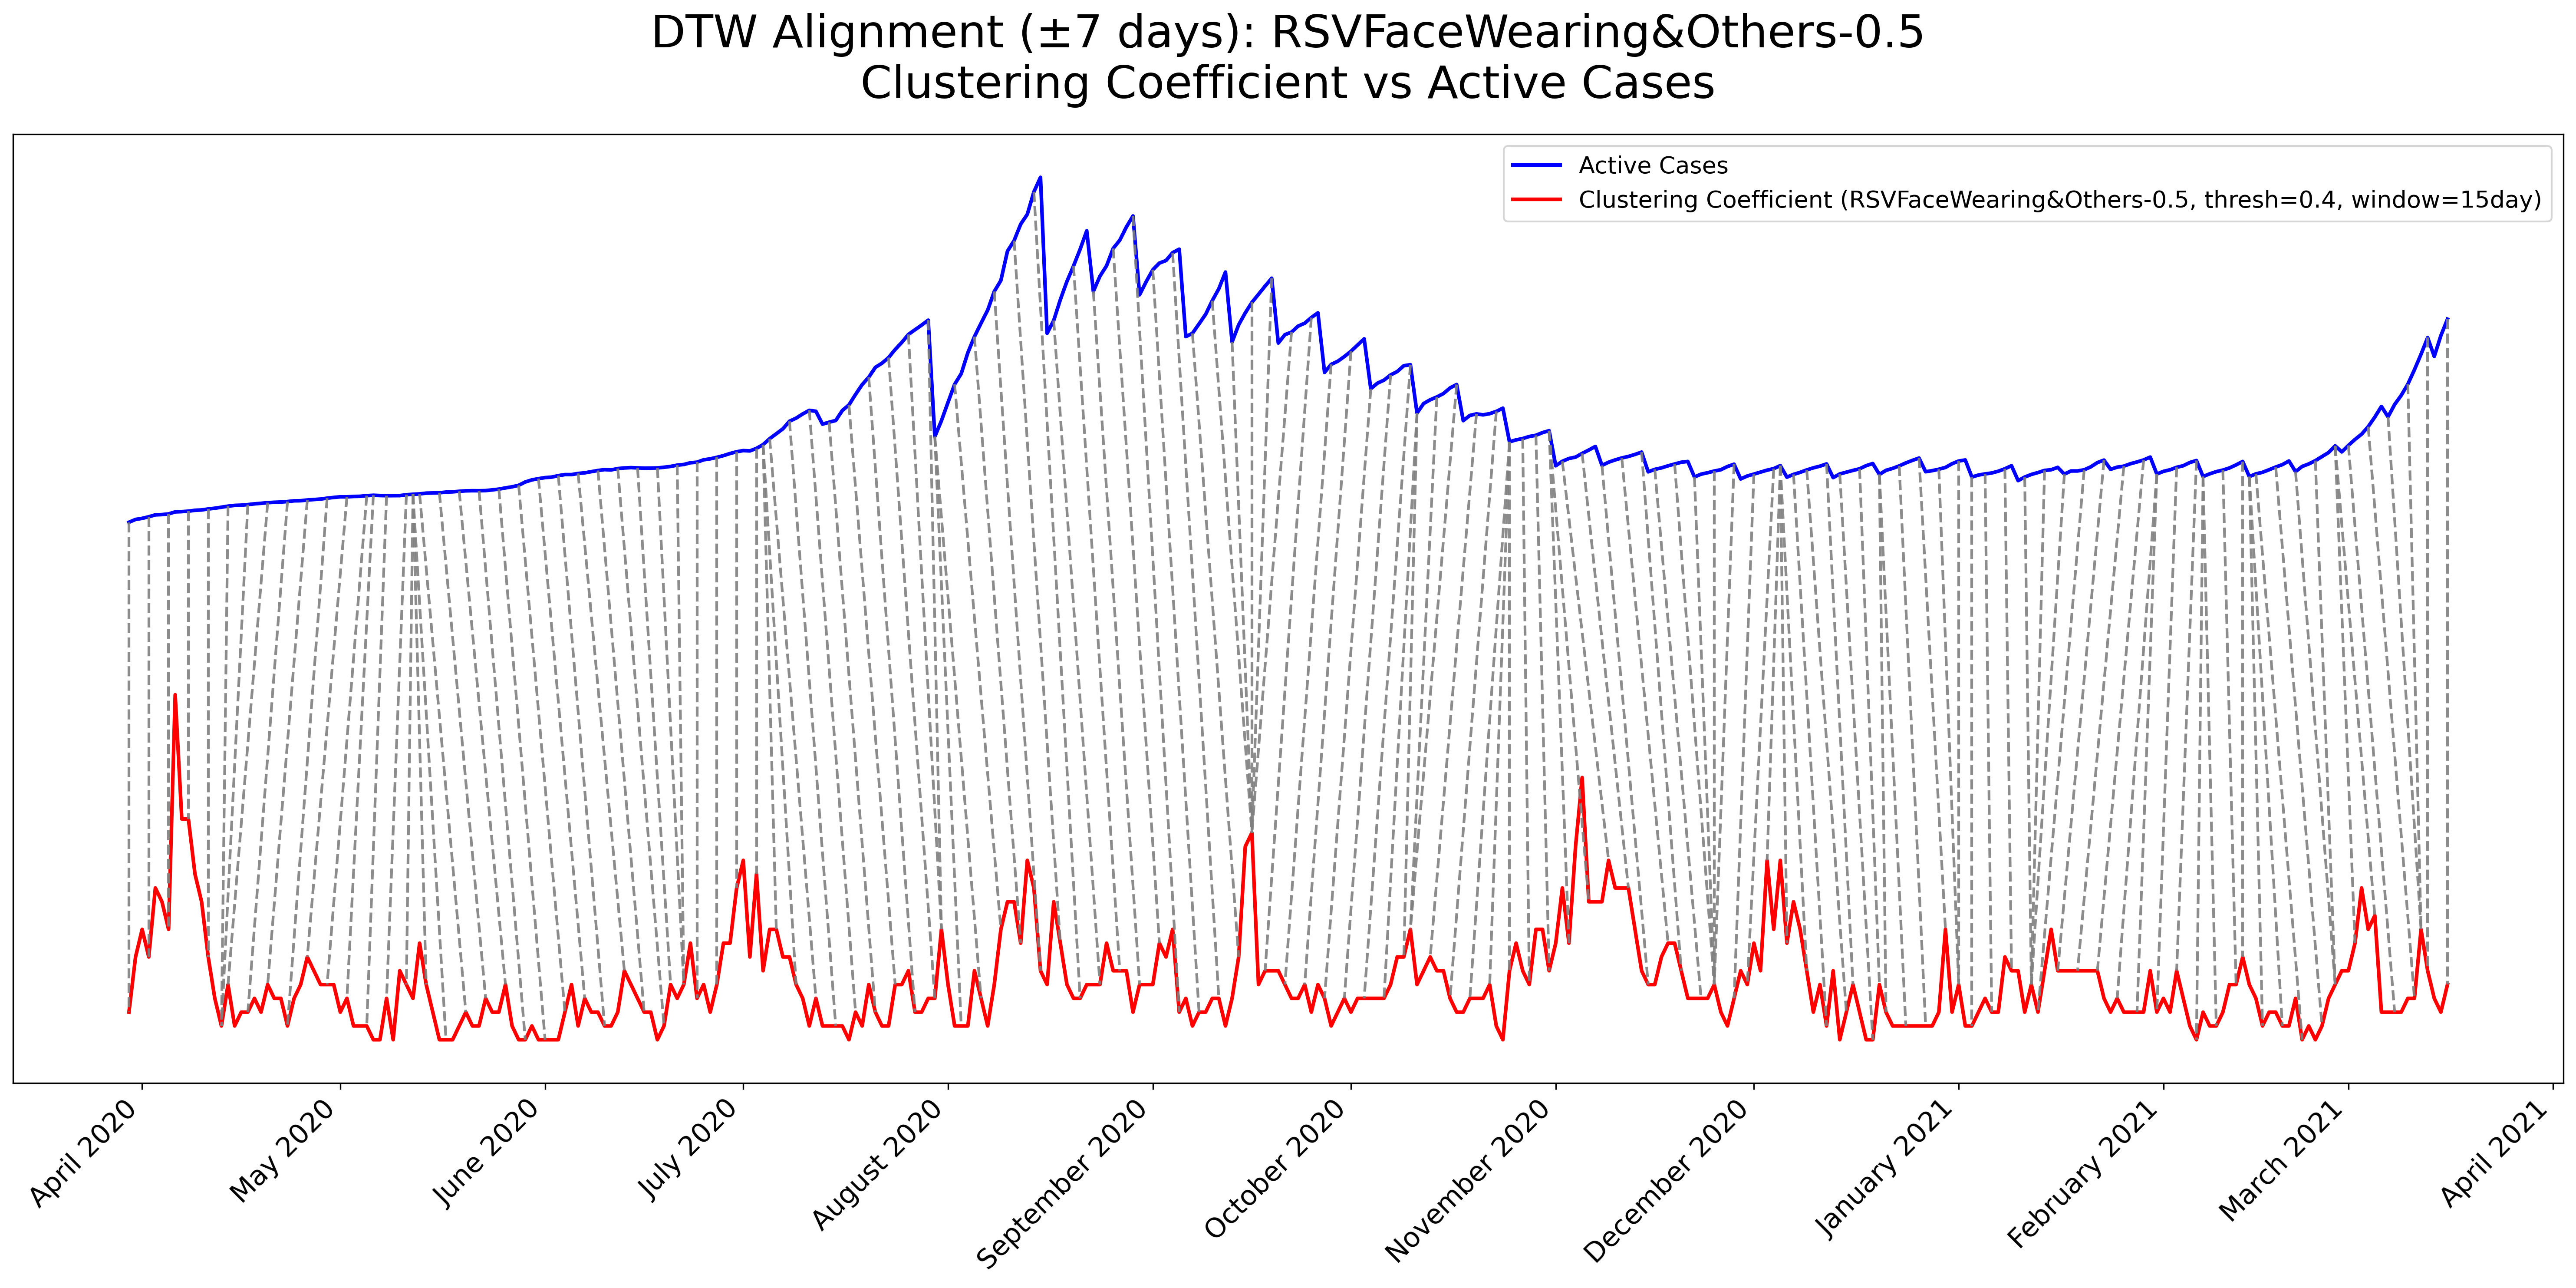 DTW Alignment (±7 days): RSVFaceWearing&Others-0.5
Clustering Coefficient vs Active Cases
Active Cases
Clustering Coefficient (RSVFaceWearing&Others-0.5, thresh=0.4, window=15day)
April 2020
May 2020
June 2020
July 2020
August 2020
September 2020
October 2020
November 2020
December 2020
January 2021
February 2021
March 2021
April 2021